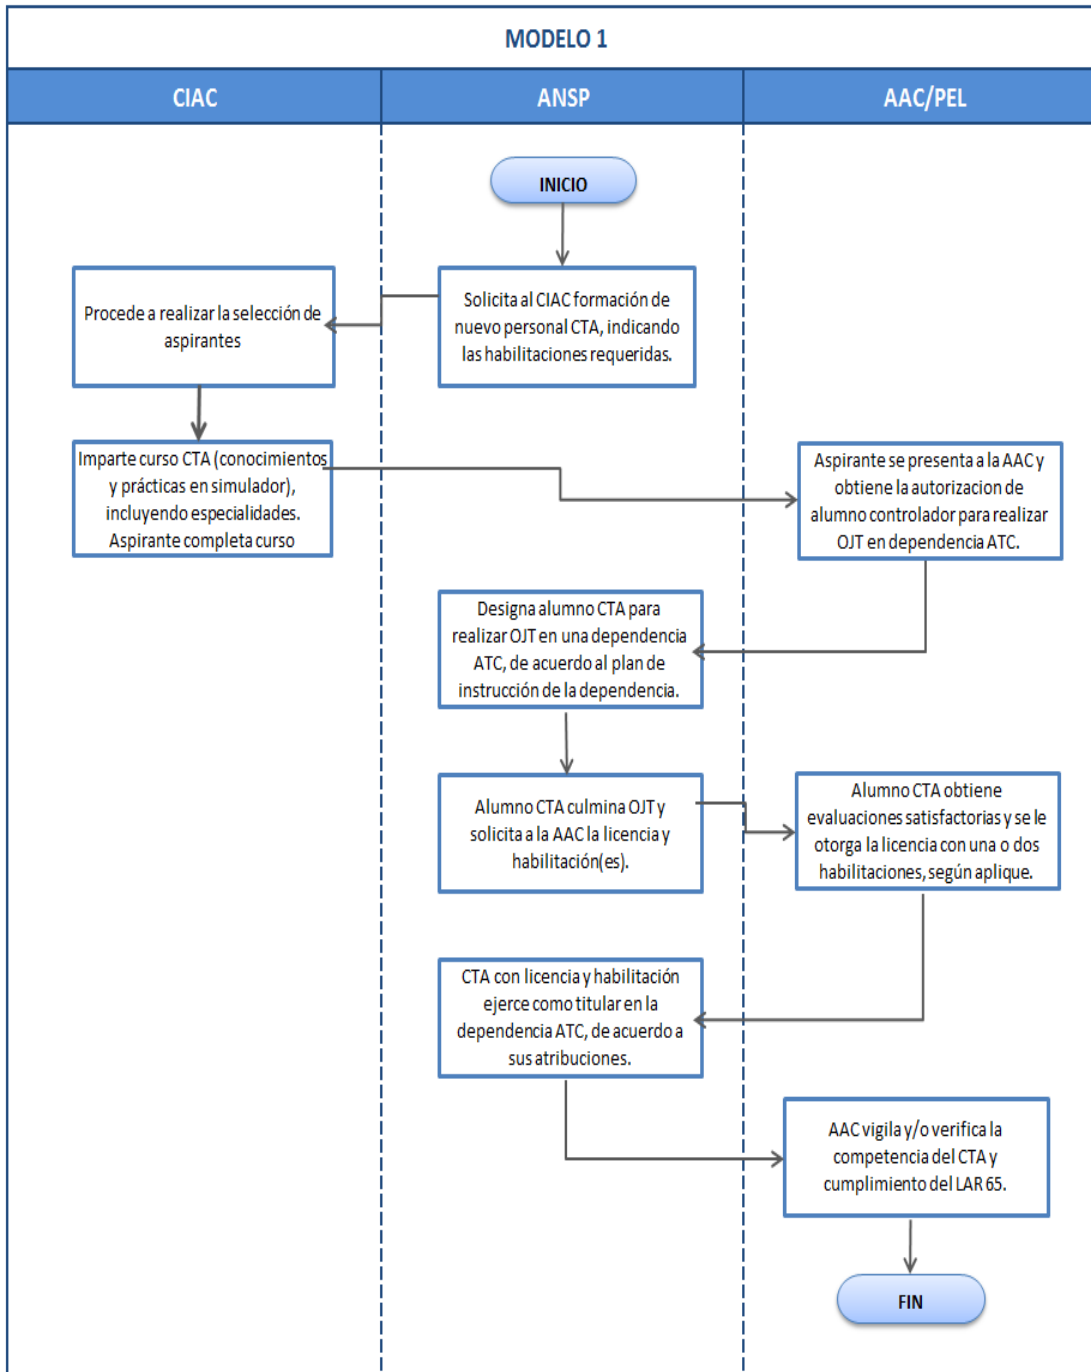 MODELO 1
CIAC
ANSP
AAC/PEL
INICIO
Solicita al CIAC formación de
nuevo personal CTA, indicando
las habilitaciones requeridas.
Procede a realizar la selección de
aspirantes
Imparte curso CTA (conocimientos
y prácticas en simulador),
incluyendo especialidades.
Aspirante completa curso
Aspirante se presenta a la AAC y
obtiene la autorizacion de
alumno controlador para realizar
OJT en dependencia ATC.
Designa alumno CTA para
realizar OJT en una dependencia
ATC, de acuerdo al plan de
instrucción de la dependencia.
Alumno CTA culmina OJT y
solicita a la AAC la licencia y
habilitación(es).
Alumno CTA obtiene
evaluaciones satisfactorias y se le
otorga la licencia con una o dos
habilitaciones, según aplique.
CTA con licencia y habilitación
ejerce como titular en la
dependencia ATC, de acuerdo a
sus atribuciones.
AAC vigila y/o verifica la
competencia del CTA y
cumplimiento del LAR 65.
FIN